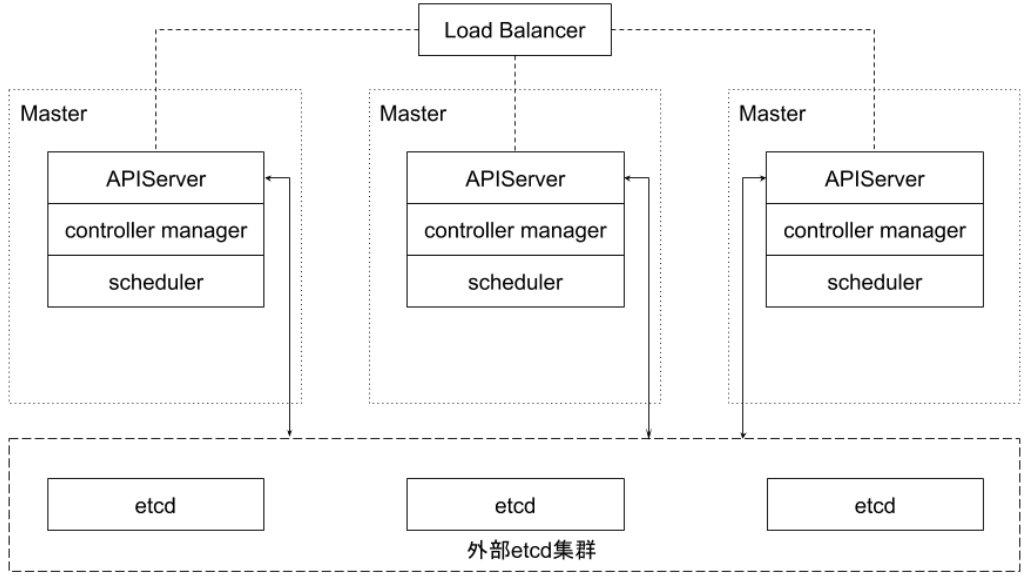 Load Balancer
Master
APIServer
controller manager
scheduler
Master
APIServer
controller manager
scheduler
Master
APIServer
controller manager
scheduler
etcd
etcd
etcd
外部etcd集群